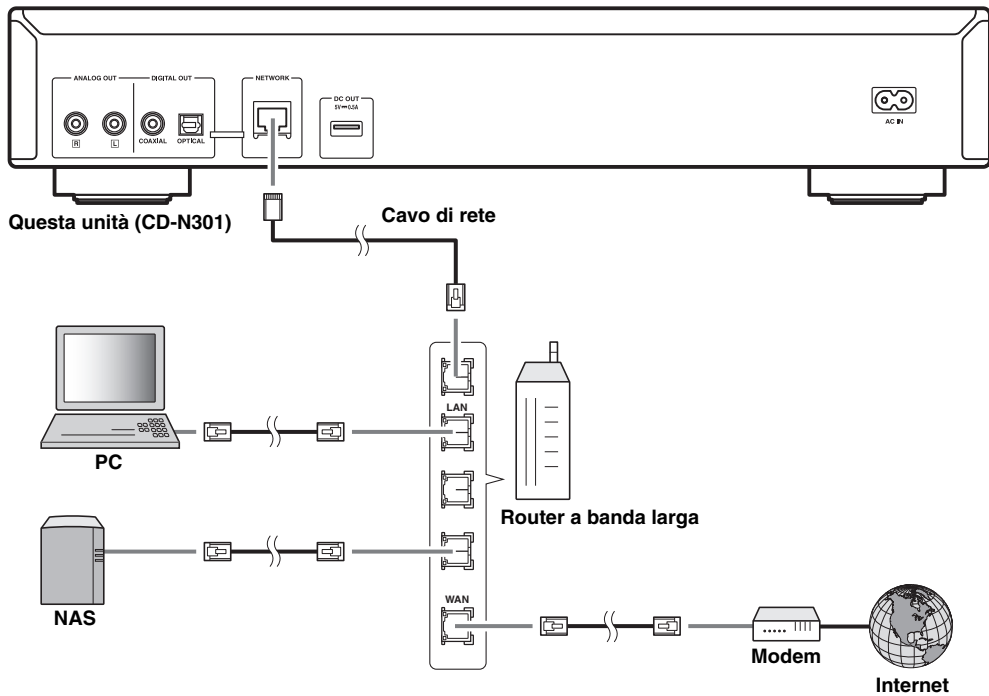 ANALOG OUT
DIGITAL OUT
NETWORK
DC OUT
5V⎓0.5A
R
L
COAXIAL
OPTICAL
AC IN
Questa unità (CD-N301)
Cavo di rete
LAN
PC
Router a banda larga
NAS
WAN
Modem
Internet